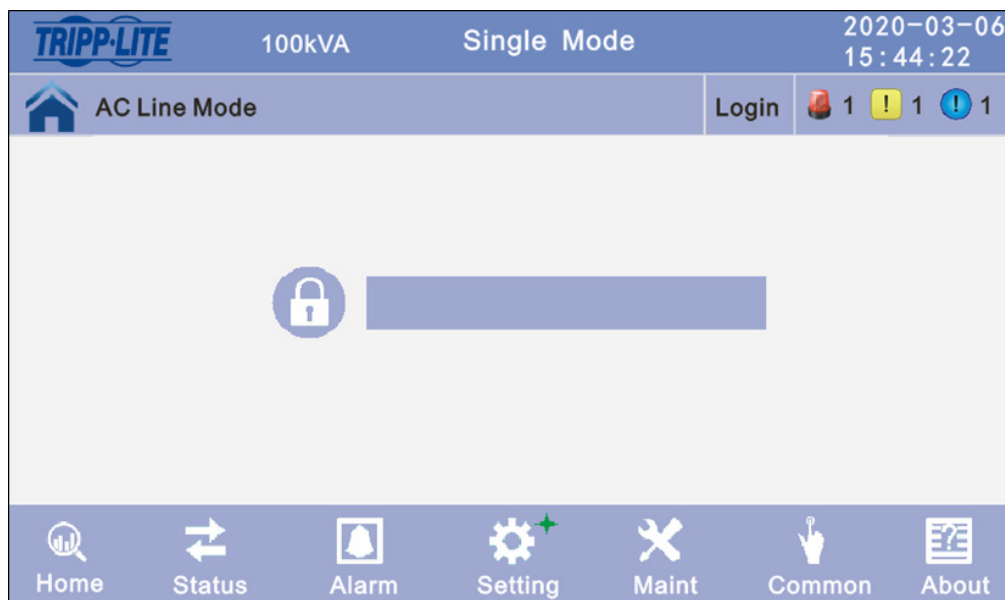 TRIPP·LITE 100kVA Single Mode 2020-03-06
15:44:22
AC Line Mode Login 1 ! 1 ! 1
Home Status Alarm Setting Maint Common About